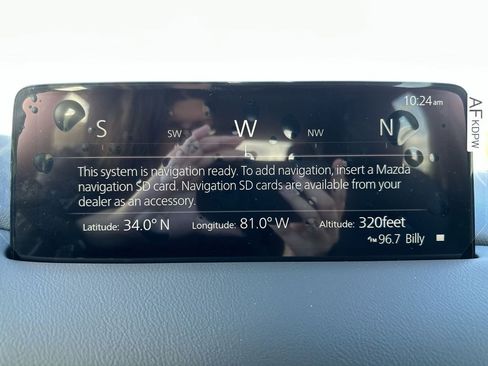 10:24am
S SW W NW N
This system is navigation ready. To add navigation, insert a Mazda
navigation SD card. Navigation SD cards are available from your
dealer as an accessory.
Latitude: 34.0° N Longitude: 81.0° W Altitude: 320feet
FM 96.7 Billy
AF
KDPW